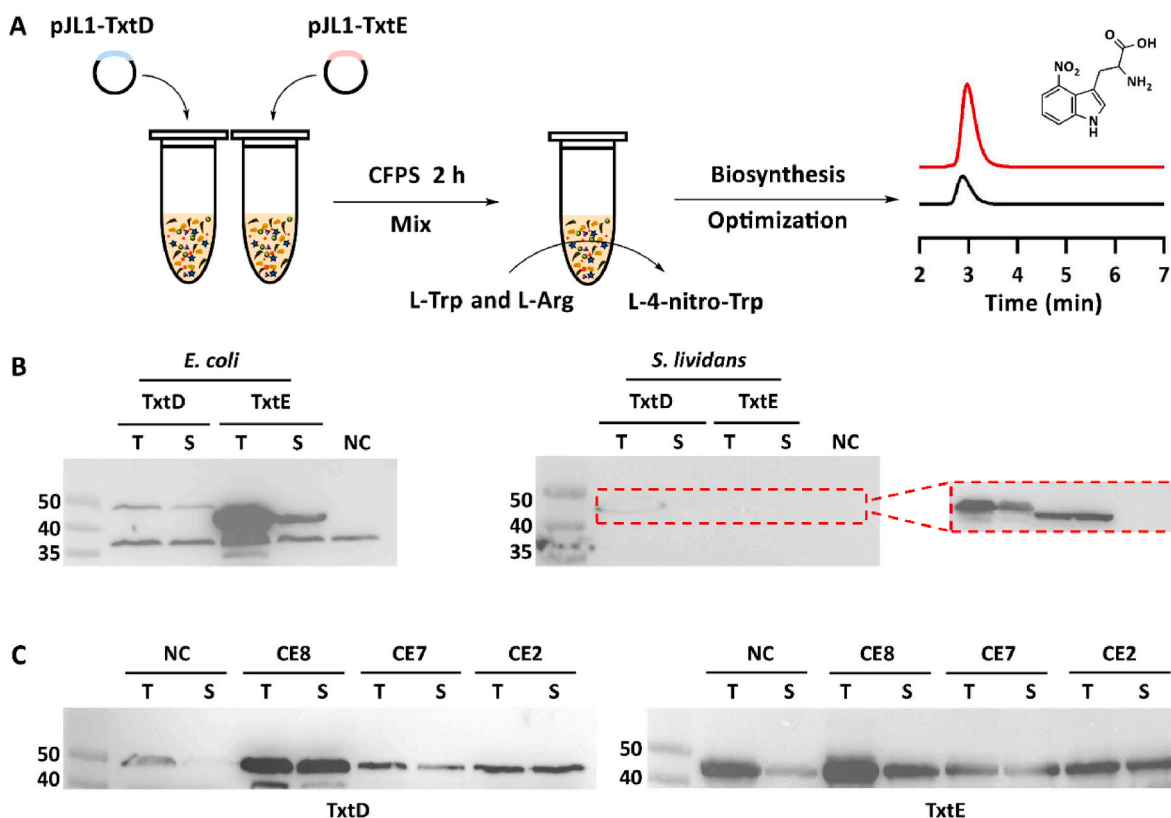 A
pJL1-TxtD
pJL1-TxtE
CFPS 2 h
Mix
L-Trp and L-Arg
L-4-nitro-Trp
Biosynthesis
Optimization
O
OH
NO2
NH2
N
H
2 3 4 5 6 7
Time (min)
B
E. coli
TxtD TxtE
T S T S NC
50
40
35
S. lividans
TxtD TxtE
T S T S NC
50
40
35
C
NC CE8 CE7 CE2
T S T S T S T S
50
40
TxtD
NC CE8 CE7 CE2
T S T S T S T S
50
40
TxtE